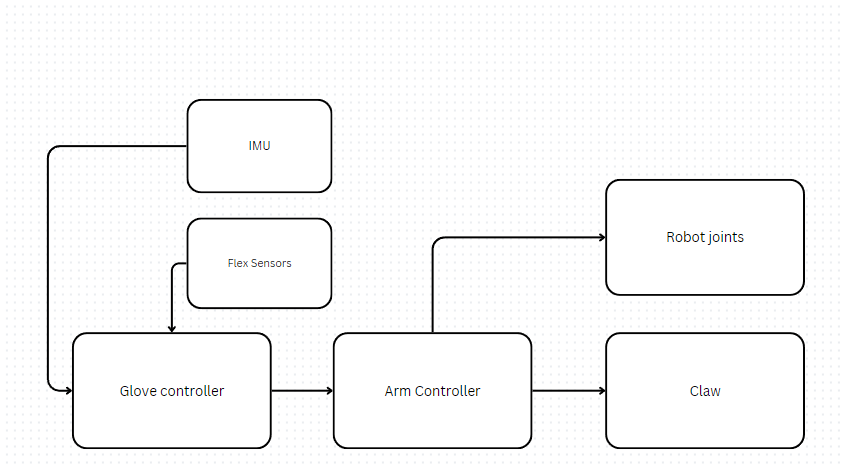 IMU
Flex Sensors
Robot joints
Glove controller
Arm Controller
Claw